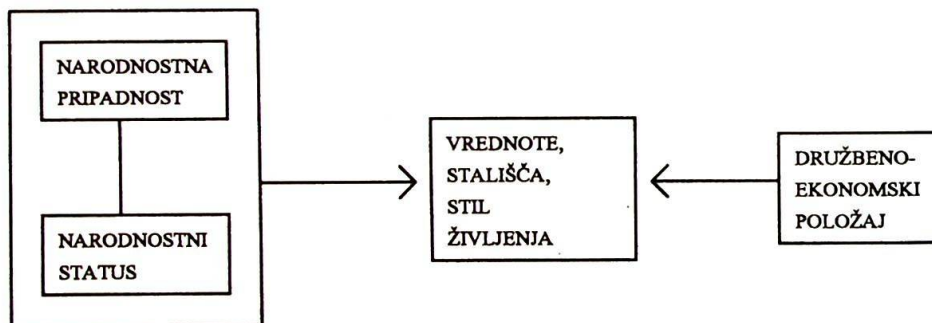 NARODNOSTNA
PRIPADNOST
NARODNOSTNI
STATUS
VREDNOTE,
STALIŠČA,
STIL
ŽIVLJENJA
DRUŽBENO-
EKONOMSKI
POLOŽAJ